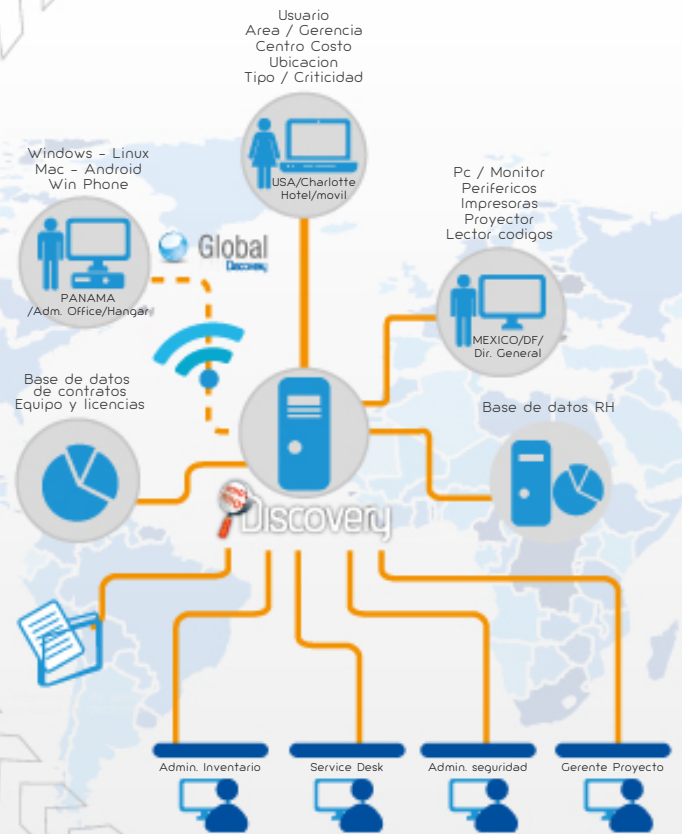 Usuario
Area / Gerencia
Centro Costo
Ubicacion
Tipo / Criticidad
USA/Charlotte
Hotel/movil
Windows - Linux
Mac - Android
Win Phone
PANAMA
/Adm. Office/Hangar
Global
Discovery
Pc / Monitor
Perifericos
Impresoras
Proyector
Lector codigos
MEXICO/DF/
Dir. General
Base de datos
de contratos
Equipo y licencias
Base de datos RH
Discovery
Admin. Inventario
Service Desk
Admin. seguridad
Gerente Proyecto